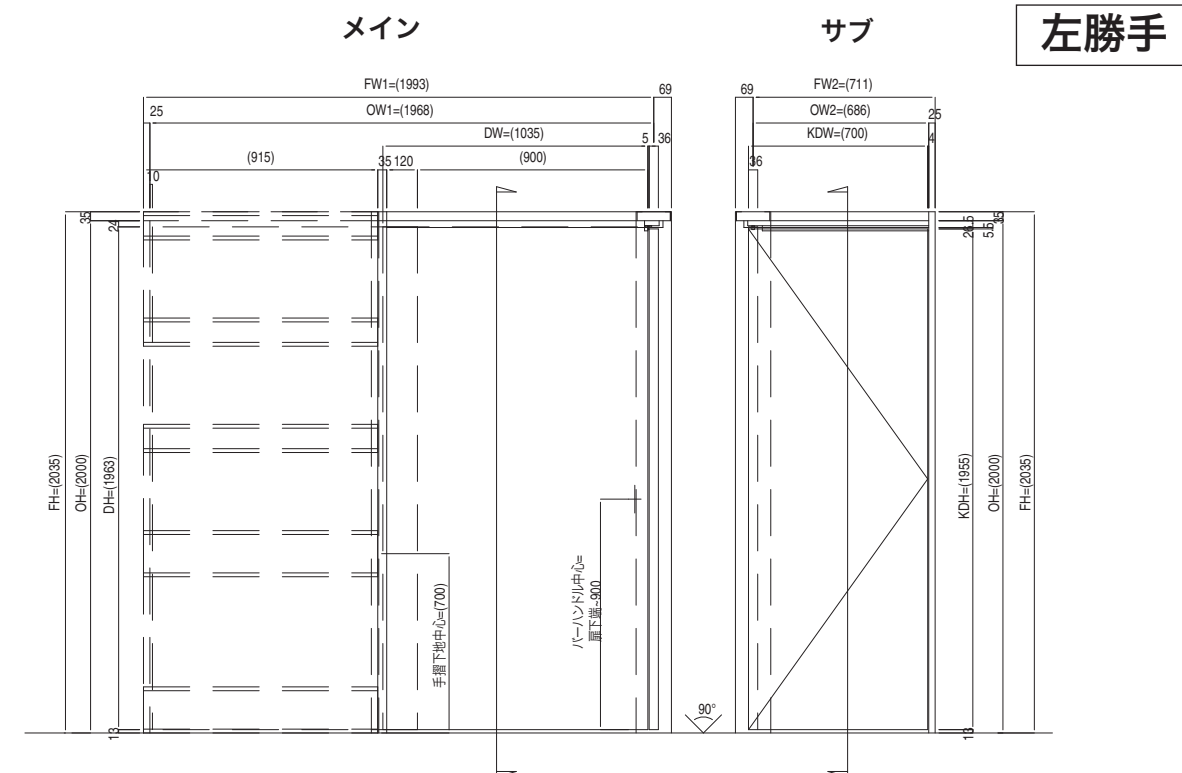 メイン
サブ
左勝手
FW1=(1993)
69
25
OW1=(1968)
DW=(1035)
5
36
(915)
35
120
(900)
10
69
FW2=(711)
OW2=(686)
25
KDW=(700)
4
36
35
24
FH=(2035)
OH=(2000)
DH=(1963)
13
手摺下地中心=(700)
バーハンドル中心=
扉下端~900
90°
26.5
5.5
35
KDH=(1955)
OH=(2000)
FH=(2035)
13